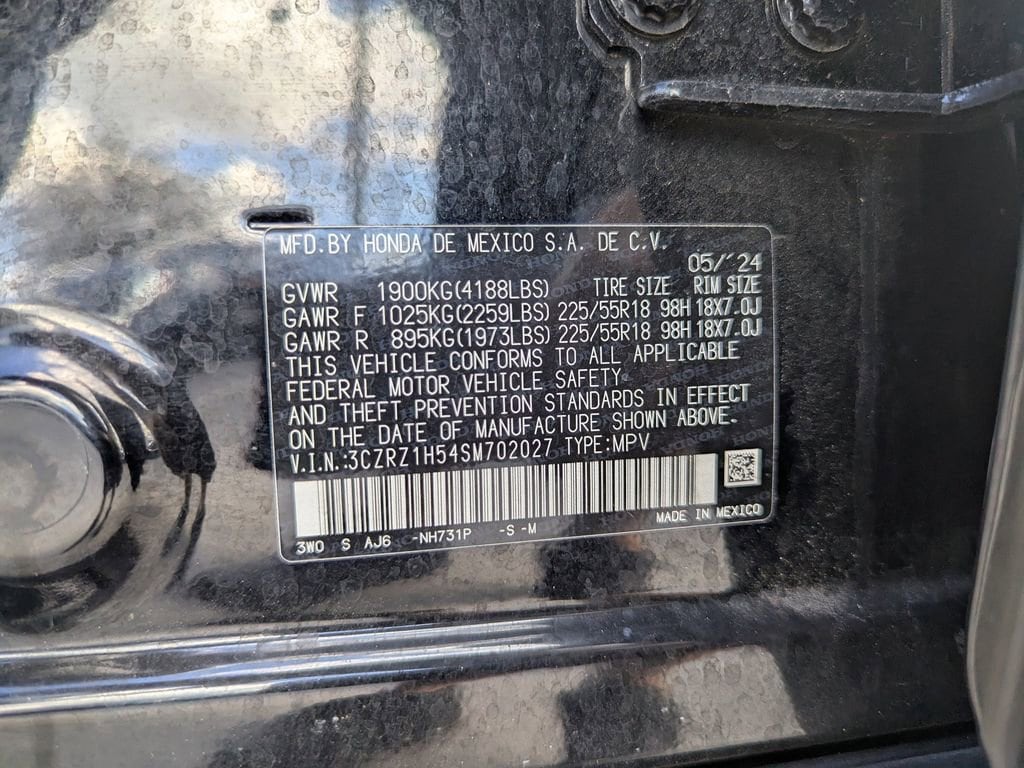 MFD. BY HONDA DE MEXICO S.A. DE C.V.
05/'24
GVWR 1900KG(4188LBS) TIRE SIZE RIM SIZE
GAWR F 1025KG(2259LBS) 225/55R18 98H 18X7.0J
GAWR R 895KG(1973LBS) 225/55R18 98H 18X7.0J
THIS VEHICLE CONFORMS TO ALL APPLICABLE
FEDERAL MOTOR VEHICLE SAFETY
AND THEFT PREVENTION STANDARDS IN EFFECT
ON THE DATE OF MANUFACTURE SHOWN ABOVE.
V.I.N.:3CZRZ1H54SM702027 TYPE:MPV
MADE IN MEXICO
3W0 S AJ6 -NH731P -S -M